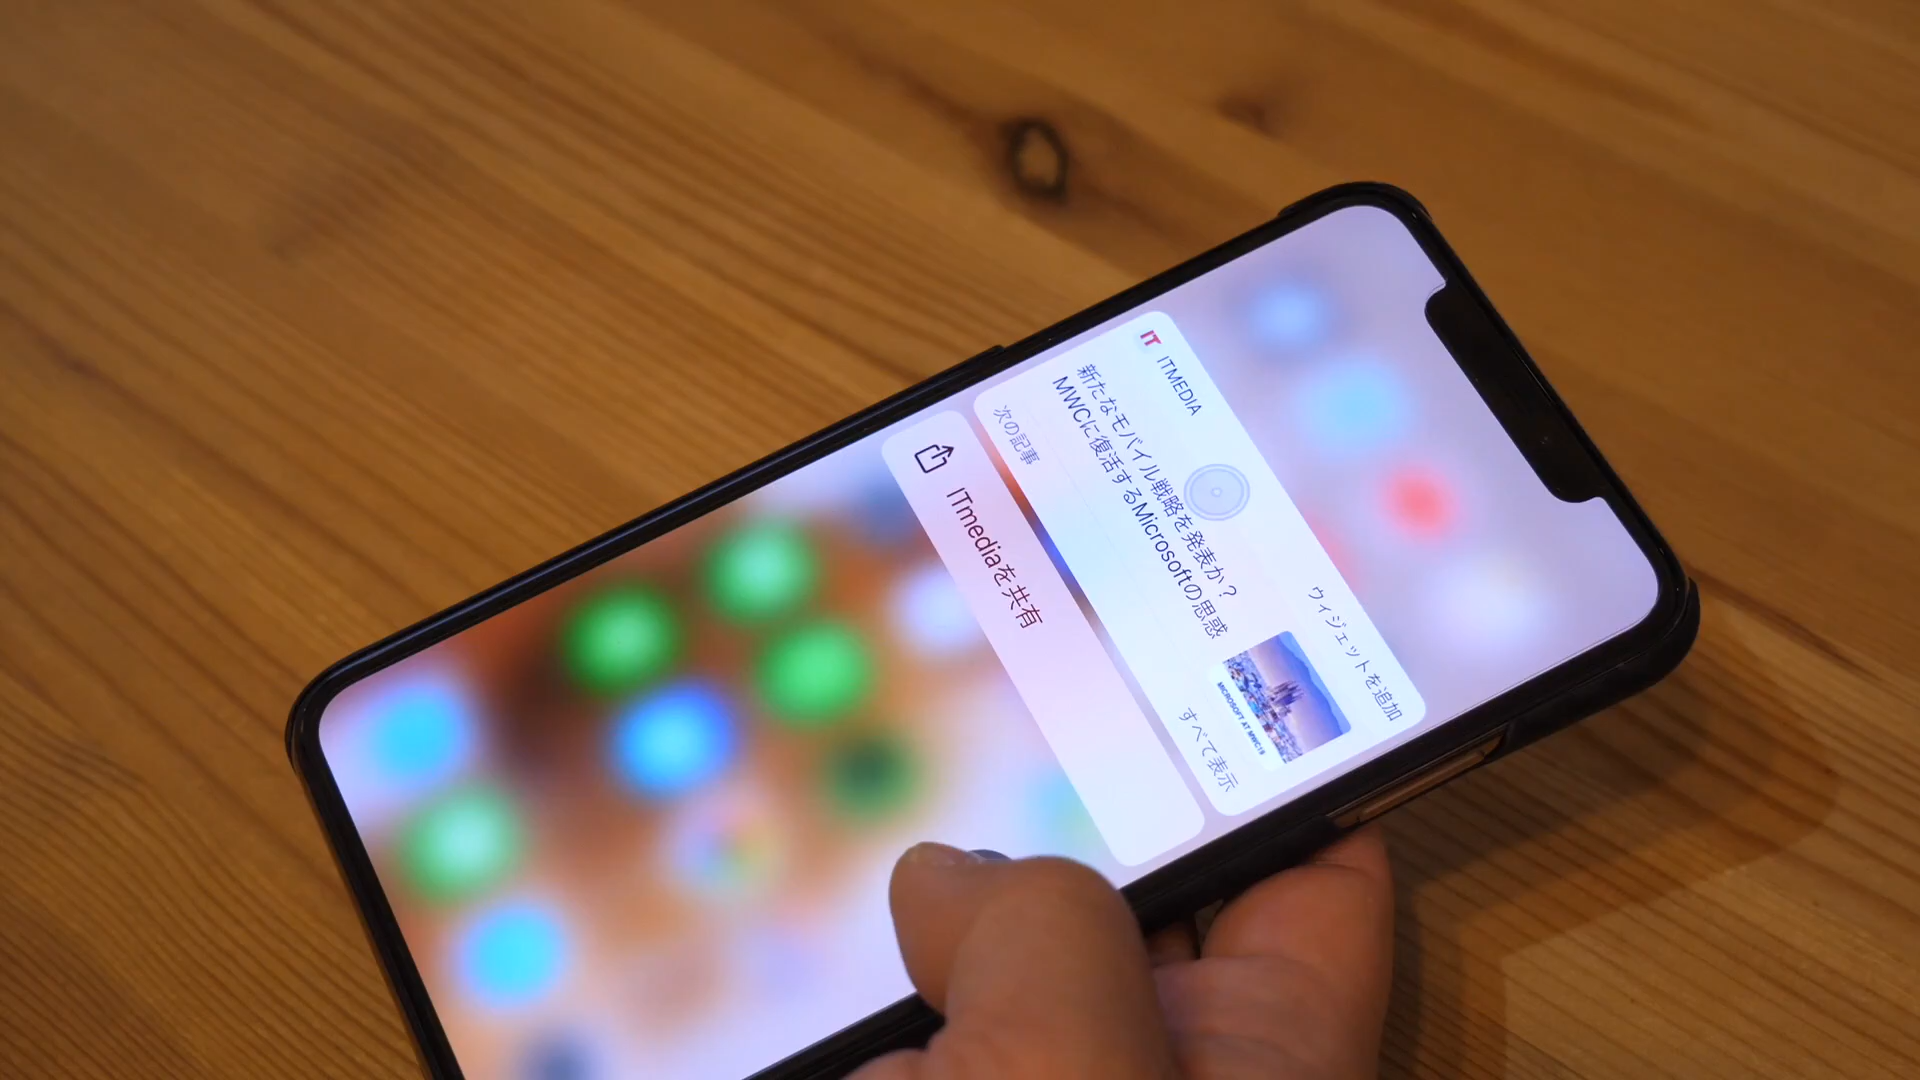 IT ITMEDIA
ウィジェットを追加
新たなモバイル戦略を発表か？
MWCに復活するMicrosoftの思惑
MICROSOFT AT MWC19
次の記事
すべて表示
ITmediaを共有